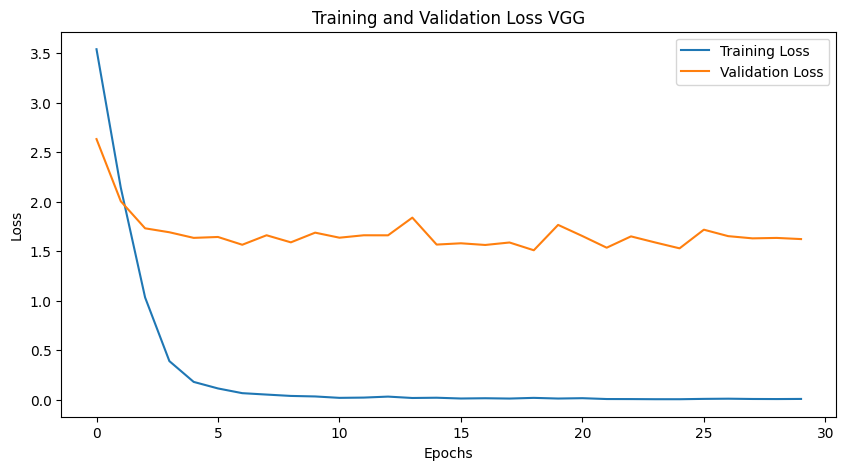 Training and Validation Loss VGG
Training Loss
Validation Loss
3.5
3.0
2.5
2.0
1.5
1.0
0.5
0.0
Loss
0 5 10 15 20 25 30
Epochs